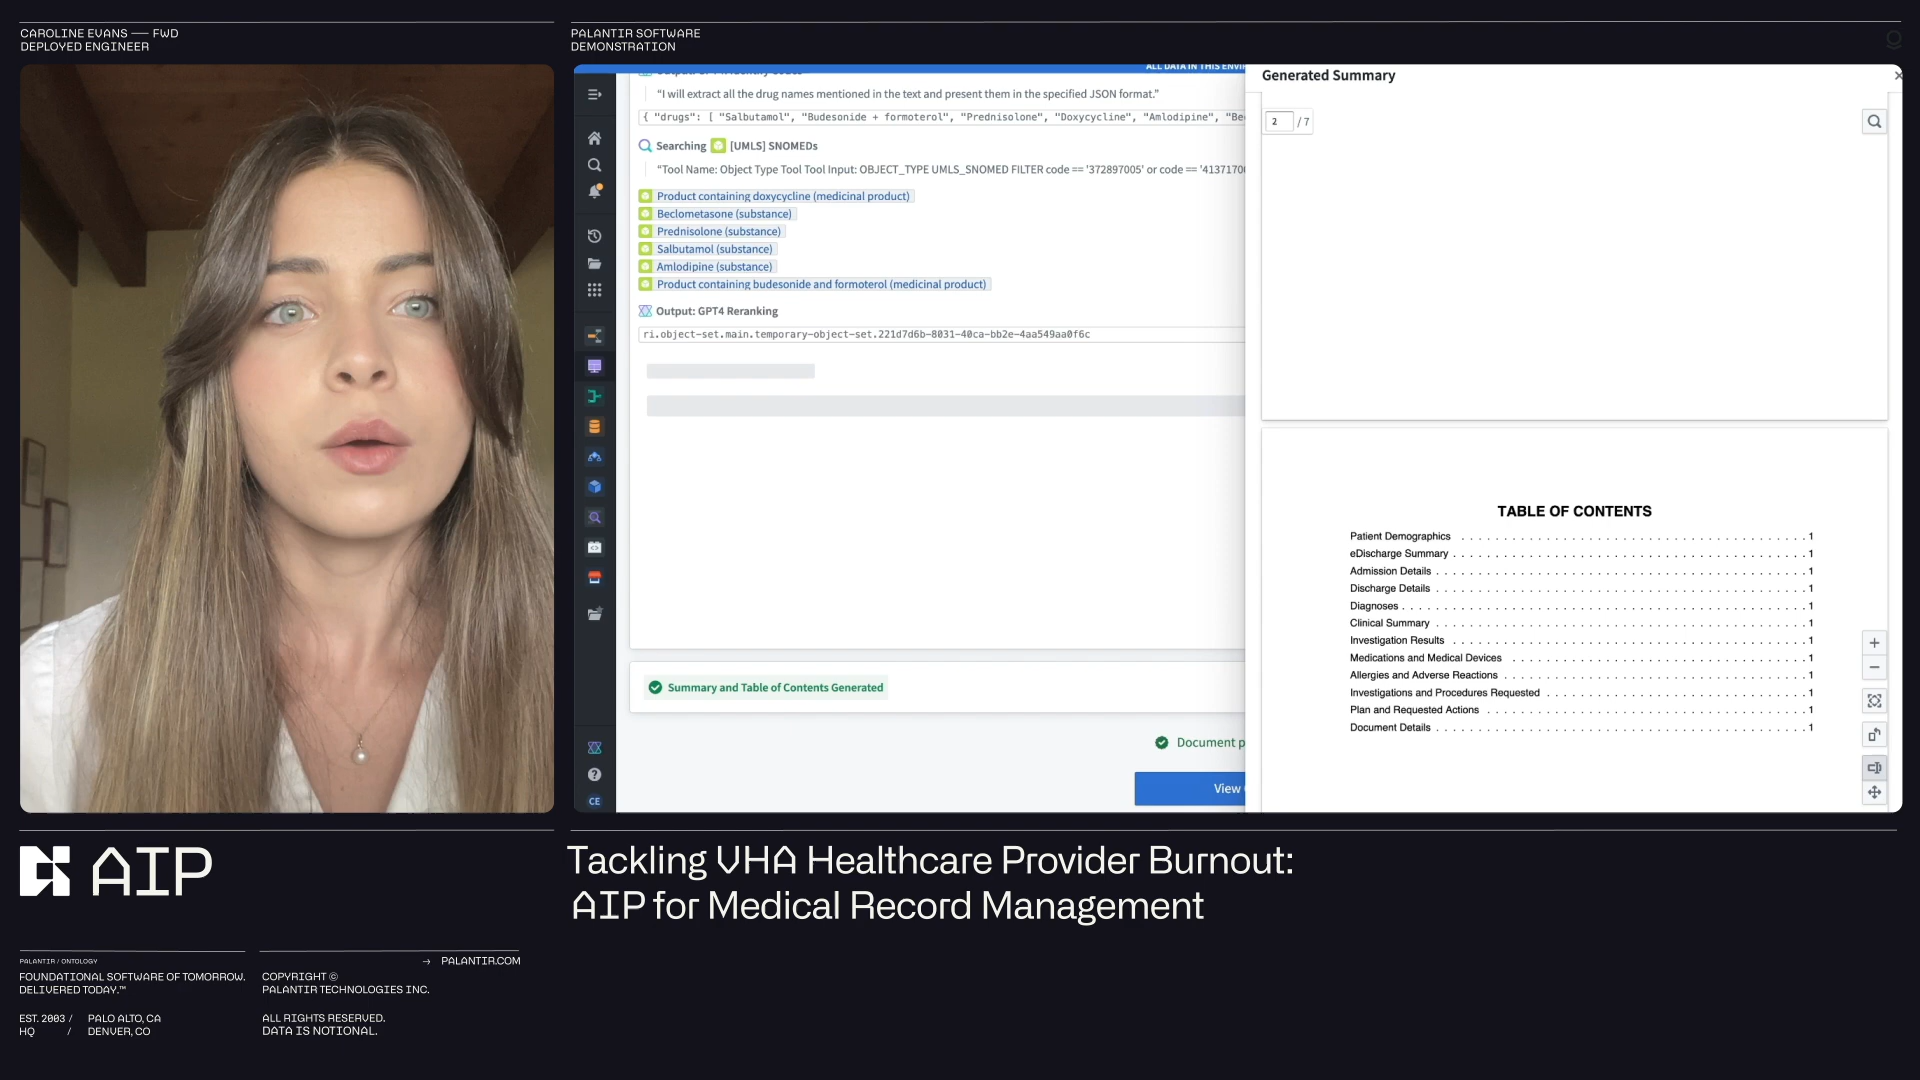 CAROLINE EVANS — FWD
DEPLOYED ENGINEER
PALANTIR SOFTWARE
DEMONSTRATION
ALL DATA IN THIS
“I will extract all the drug names mentioned in the text and present them in the specified JSON format.”
{ "drugs": [ "Salbutamol", "Budesonide + formoterol", "Prednisolone", "Doxycycline", "Amlodipine", "Be
Searching [UMLS] SNOMEDs
“Tool Name: Object Type Tool Tool Input: OBJECT_TYPE UMLS_SNOMED FILTER code == '372897005' or code == '4137170
Product containing doxycycline (medicinal product)
Beclometasone (substance)
Prednisolone (substance)
Salbutamol (substance)
Amlodipine (substance)
Product containing budesonide and formoterol (medicinal product)
Output: GPT4 Reranking
ri.object-set.main.temporary-object-set.221d7d6b-8031-40ca-bb2e-4aa549aa0f6c
Summary and Table of Contents Generated
Document p
View
CE
Generated Summary
2 / 7
TABLE OF CONTENTS
Patient Demographics . . . . . . . . . . 1
eDischarge Summary . . . . . . . . . . 1
Admission Details . . . . . . . . . . 1
Discharge Details . . . . . . . . . . 1
Diagnoses . . . . . . . . . . 1
Clinical Summary . . . . . . . . . . 1
Investigation Results . . . . . . . . . . 1
Medications and Medical Devices . . . . . . . . . . 1
Allergies and Adverse Reactions . . . . . . . . . . 1
Investigations and Procedures Requested . . . . . . . . . . 1
Plan and Requested Actions . . . . . . . . . . 1
Document Details . . . . . . . . . . 1
AIP
Tackling VHA Healthcare Provider Burnout:
AIP for Medical Record Management
PALANTIR / ONTOLOGY
FOUNDATIONAL SOFTWARE OF TOMORROW.
DELIVERED TODAY.™
EST. 2003 / PALO ALTO, CA
HQ / DENVER, CO
→ PALANTIR.COM
COPYRIGHT ©
PALANTIR TECHNOLOGIES INC.
ALL RIGHTS RESERVED.
DATA IS NOTIONAL.